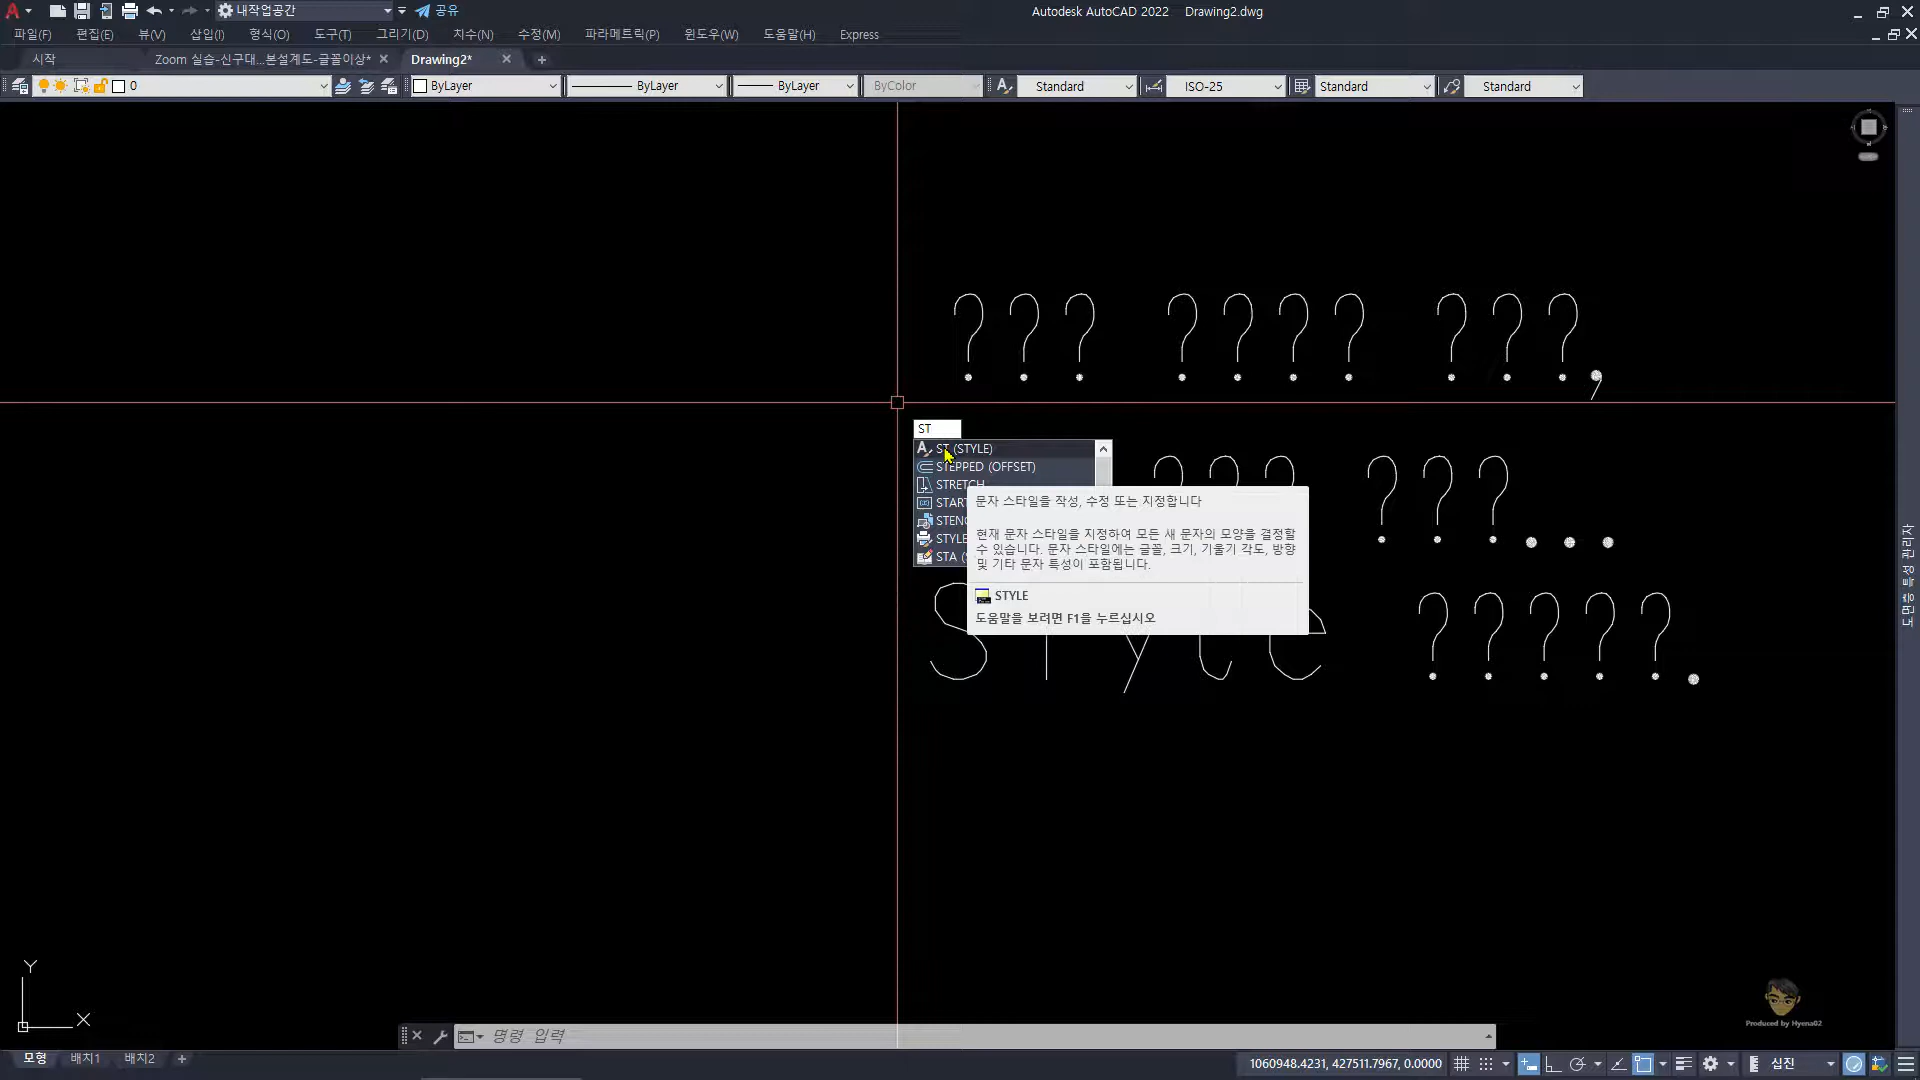 내작업공간
공유
Autodesk AutoCAD 2022 Drawing2.dwg
파일(F) 편집(E) 뷰(V) 삽입(I) 형식(O) 도구(T) 그리기(D) 치수(N) 수정(M) 파라메트릭(P) 윈도우(W) 도움말(H) Express
시작 Zoom 실습-신구대...본설계도-글꼴이상* Drawing2*
0 ByLayer ByLayer ByLayer ByColor Standard ISO-25 Standard Standard
??? ???? ???,
ST
ST (STYLE)
STEPPED (OFFSET)
STRETCH
??? ???...
문자 스타일을 작성, 수정 또는 지정합니다
현재 문자 스타일을 지정하여 모든 새 문자의 모양을 결정할
수 있습니다. 문자 스타일에는 글꼴, 크기, 기울기 각도, 방향
및 기타 문자 특성이 포함됩니다.
STYLE
도움말을 보려면 F1을 누르십시오
STYLE
STA (
Style ?????.
도면층 특성 관리자
Y
X
Produced by Hyena02
명령 입력
모형 배치1 배치2
1060948.4231, 427511.7967, 0.0000
십진